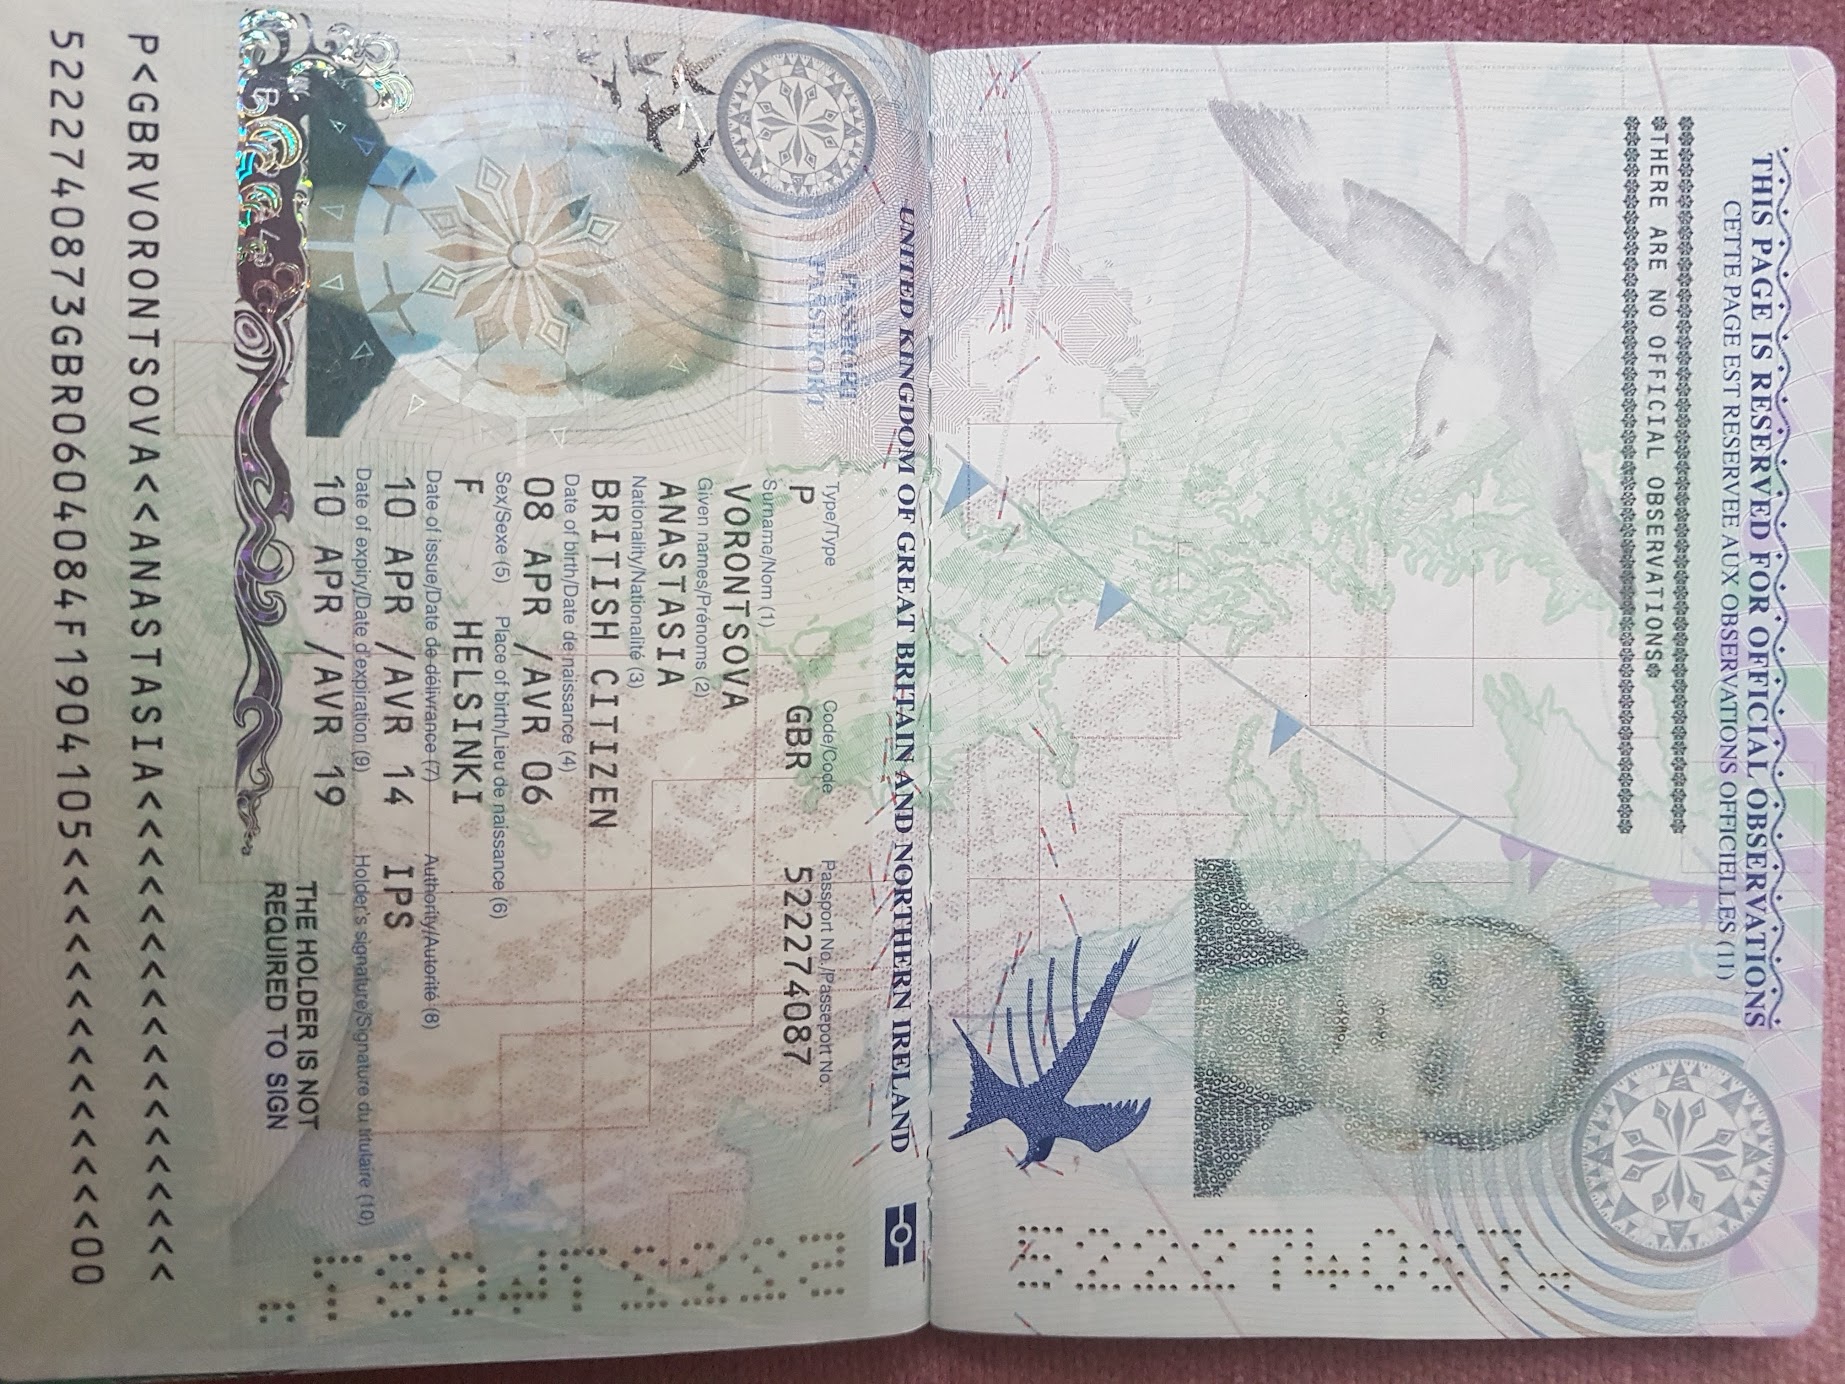 THIS PAGE IS RESERVED FOR OFFICIAL OBSERVATIONS
CETTE PAGE EST RESERVEE AUX OBSERVATIONS OFFICIELLES (11)
*THERE ARE NO OFFICIAL OBSERVATIONS*
522274087
UNITED KINGDOM OF GREAT BRITAIN AND NORTHERN IRELAND
PASSPORT
PASSEPORT
Type/Type Code/Code Passport No./Passeport No.
P GBR 522274087
Surname/Nom (1)
VORONTSOVA
Given names/Prénoms (2)
ANASTASIA
Nationality/Nationalité (3)
BRITISH CITIZEN
Date of birth/Date de naissance (4)
08 APR /AVR 06
Sex/Sexe (5) Place of birth/Lieu de naissance (6)
F HELSINKI
Date of issue/Date de délivrance (7) Authority/Autorité (8)
10 APR /AVR 14 IPS
Date of expiry/Date d'expiration (9) Holder's signature/Signature du titulaire (10)
10 APR /AVR 19
THE HOLDER IS NOT
REQUIRED TO SIGN
P<GBRVORONTSOVA<<ANASTASIA<<<<<<<<<<<<<<<<<<
5222740873GBR0604084F1904105<<<<<<<<<<<<<<00